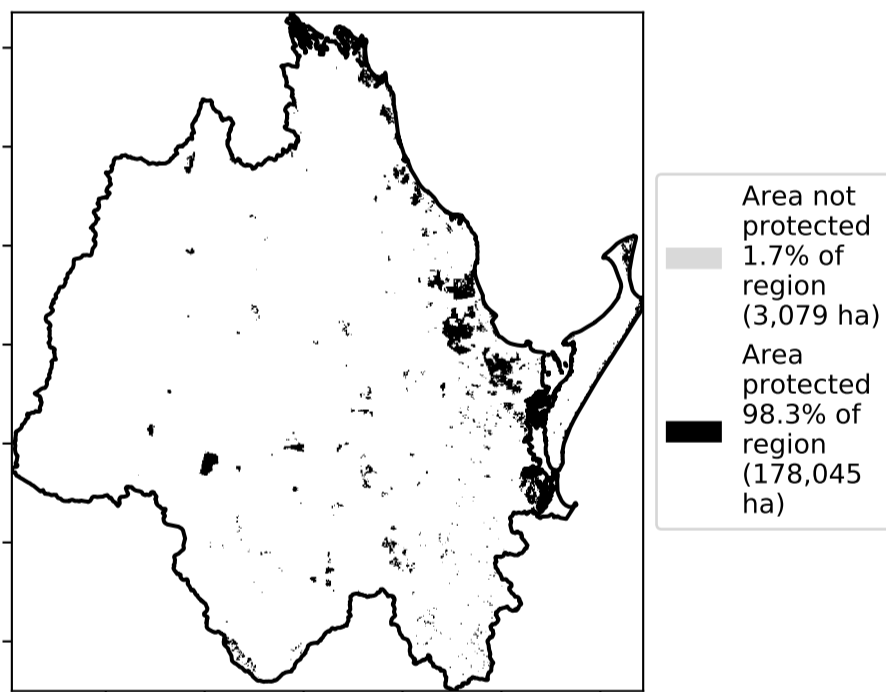 Area not
protected
1.7% of
region
(3,079 ha)
Area
protected
98.3% of
region
(178,045
ha)